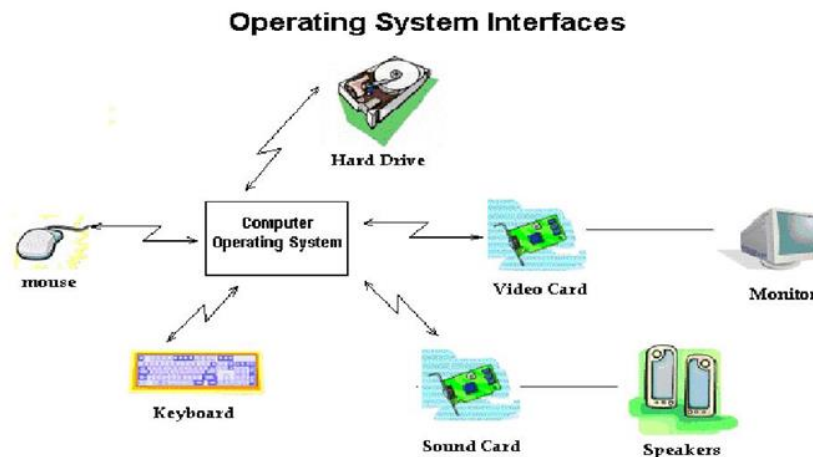 Operating System Interfaces
Hard Drive
Computer
Operating System
mouse
Video Card
Monitor
Keyboard
Sound Card
Speakers